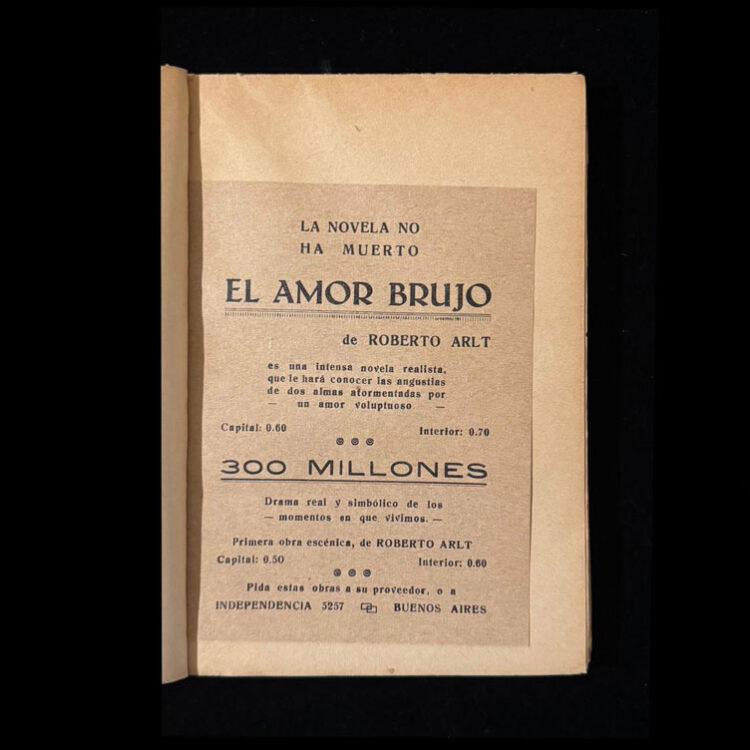 LA NOVELA NO
HA MUERTO
EL AMOR BRUJO
de ROBERTO ARLT
es una intensa novela realista,
que le hará conocer las angustias
de dos almas atormentadas por
— un amor voluptuoso —
Capital: 0.60 Interior: 0.70
300 MILLONES
Drama real y simbólico de los
— momentos en que vivimos. —
Primera obra escénica, de ROBERTO ARLT
Capital: 0.50 Interior: 0.60
Pida estas obras a su proveedor, o a
INDEPENDENCIA 3257 BUENOS AIRES